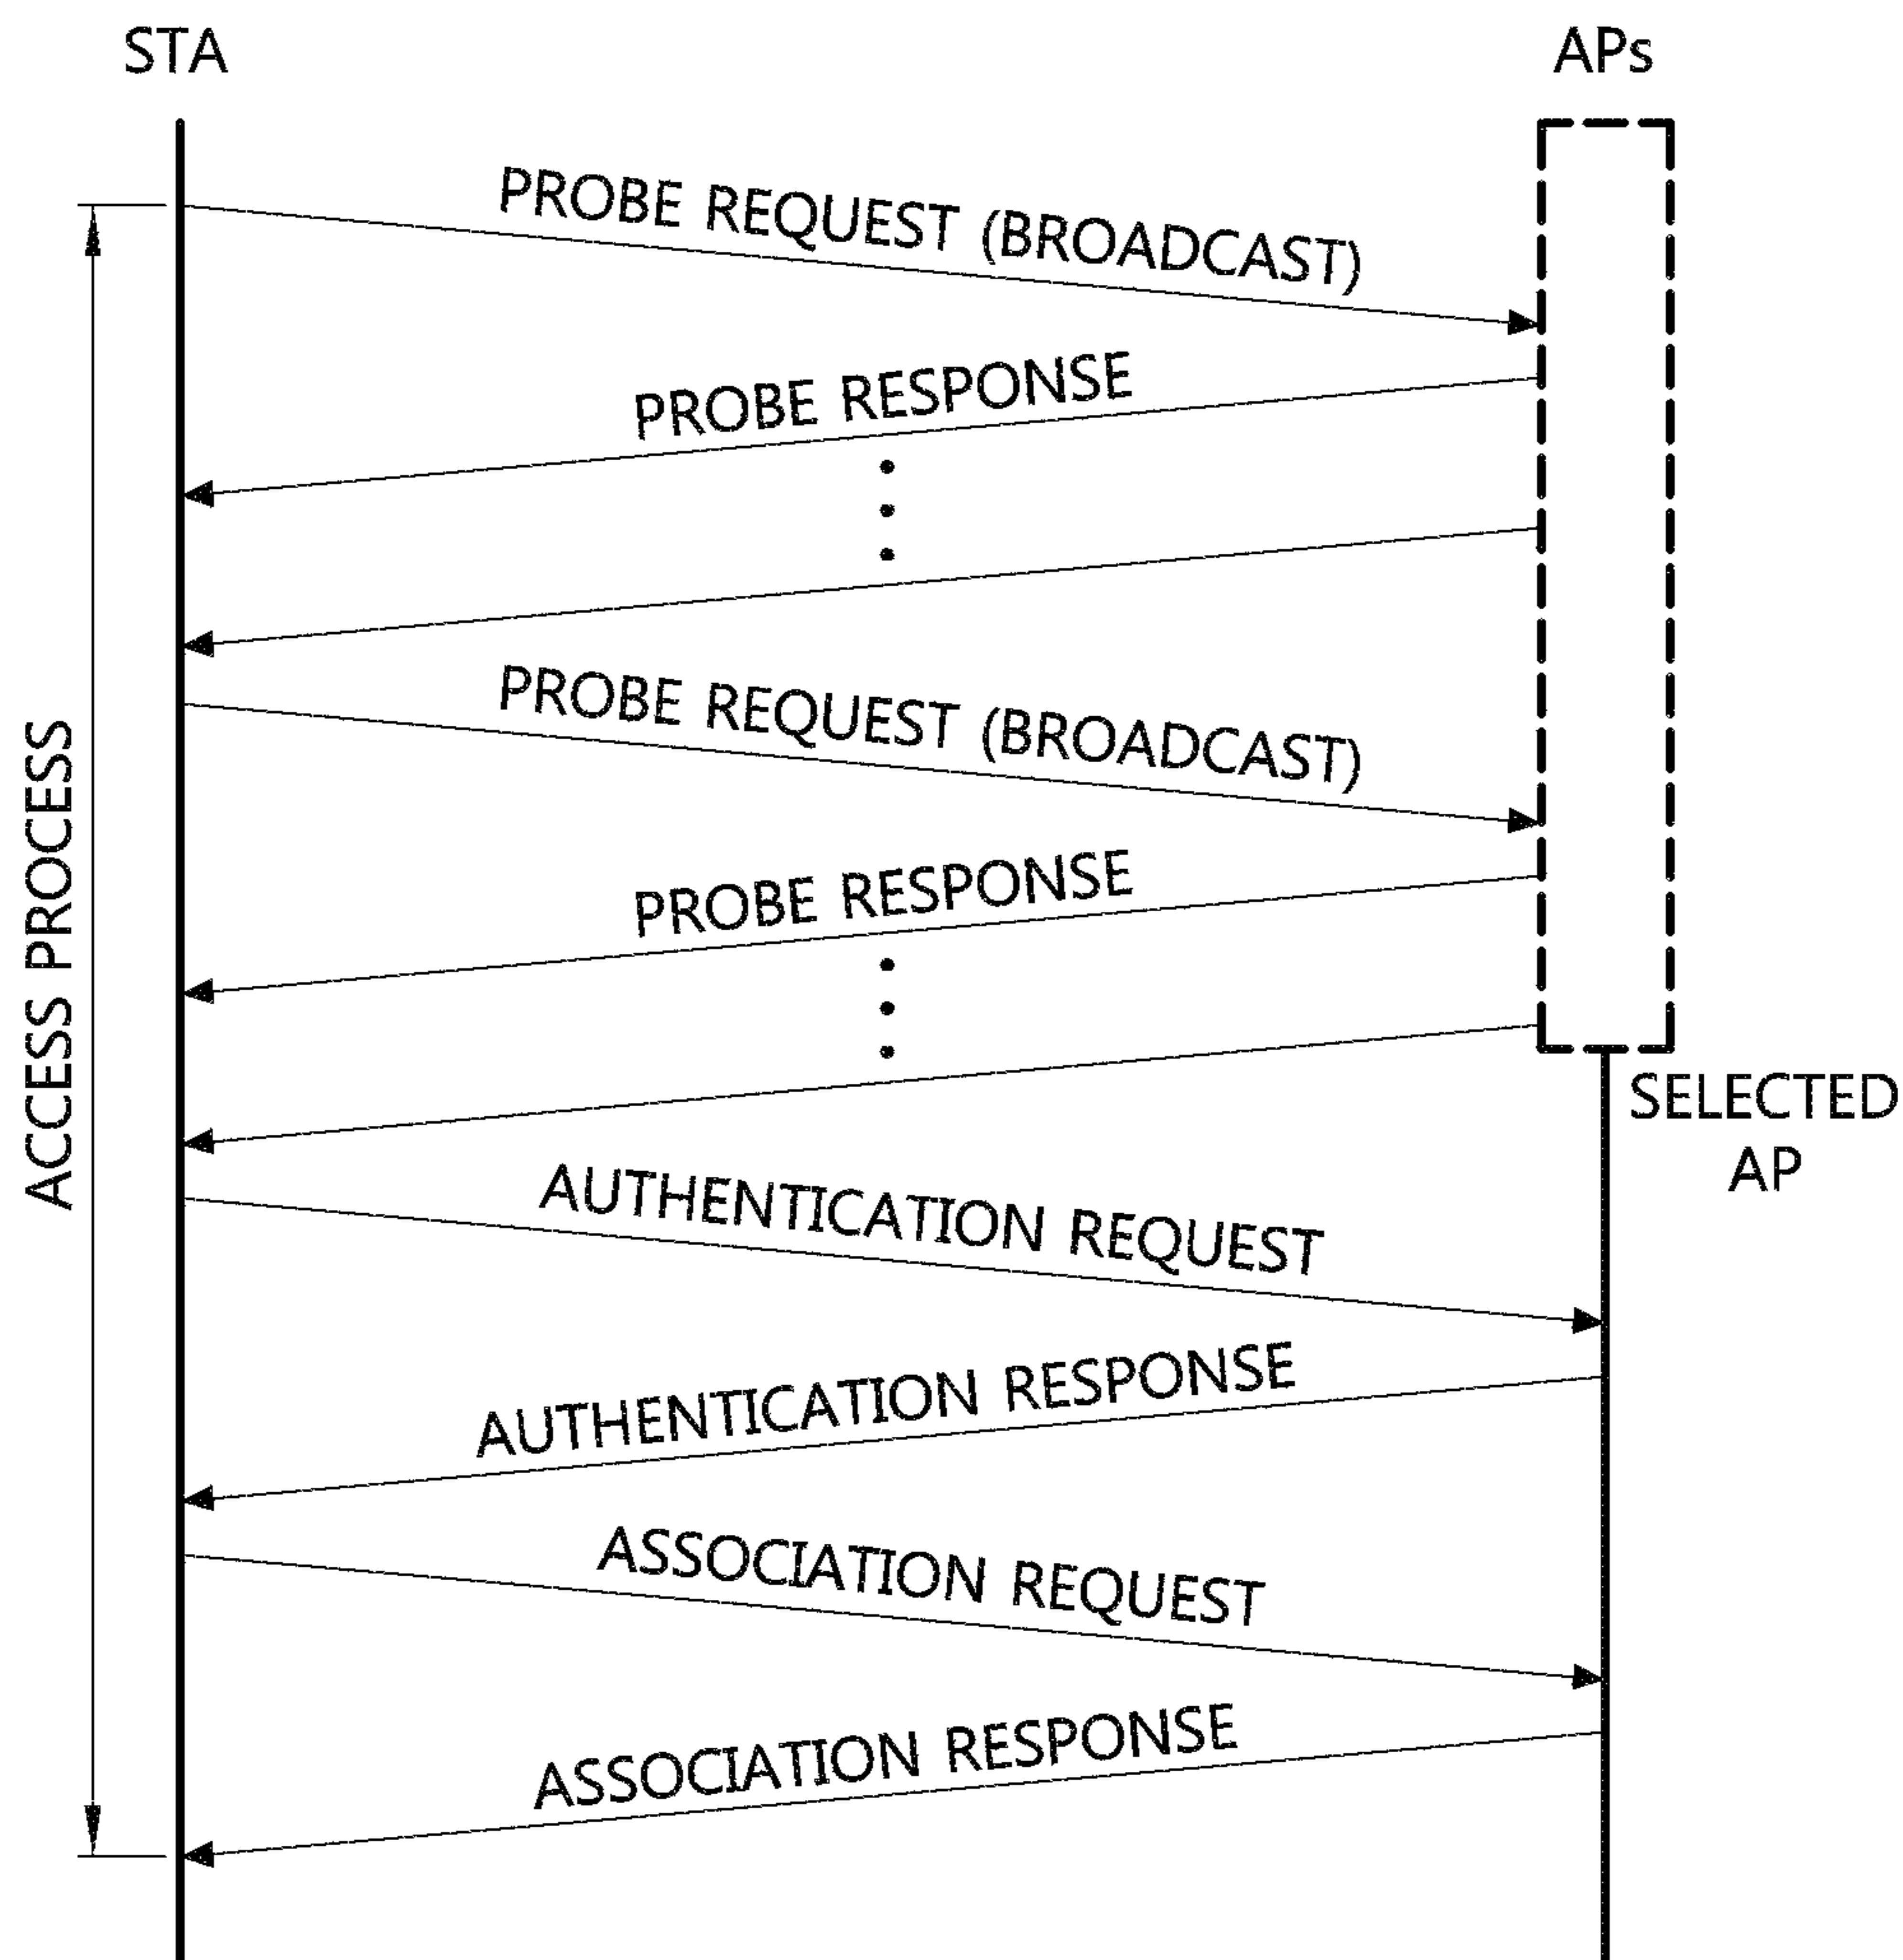 STA
APs
PROBE REQUEST (BROADCAST)
PROBE RESPONSE
PROBE REQUEST (BROADCAST)
PROBE RESPONSE
ACCESS PROCESS
SELECTED
AP
AUTHENTICATION REQUEST
AUTHENTICATION RESPONSE
ASSOCIATION REQUEST
ASSOCIATION RESPONSE